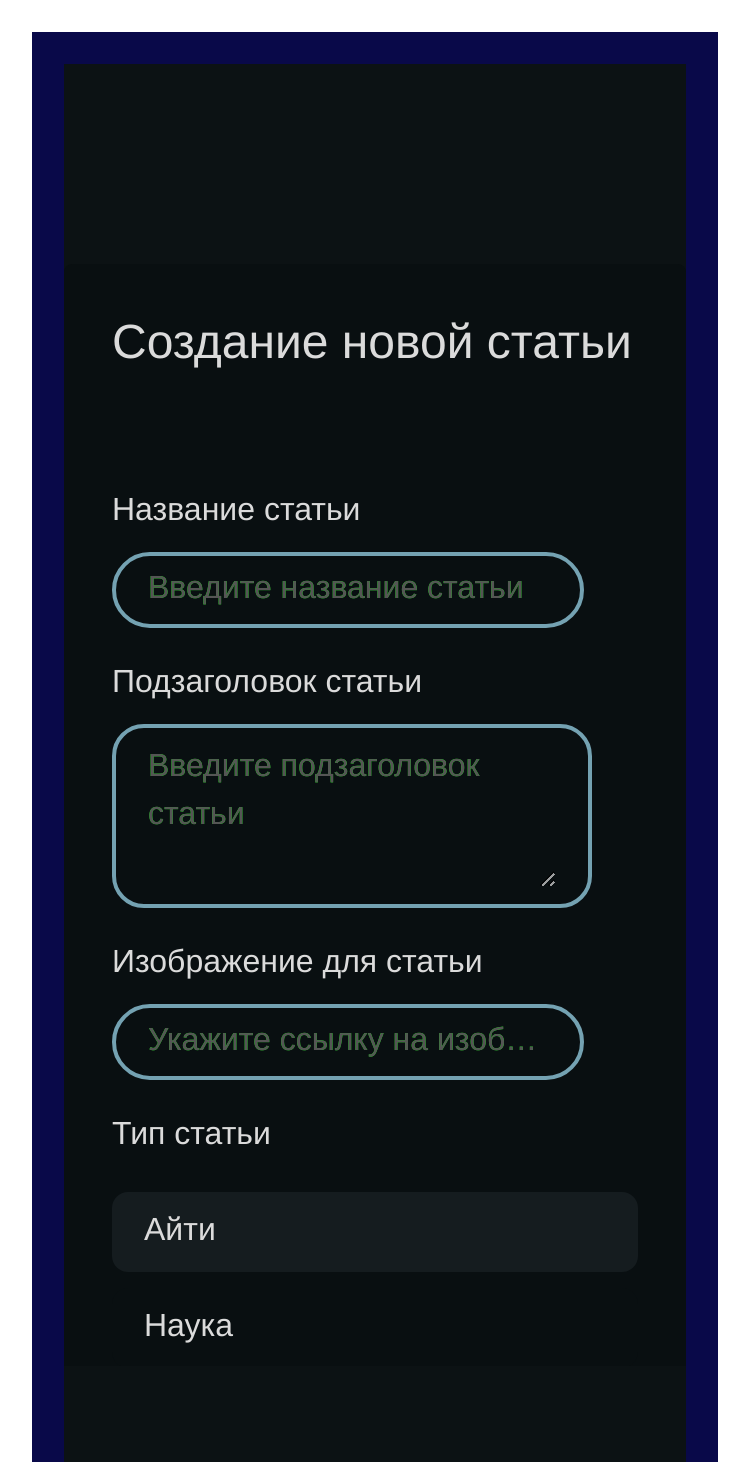 Создание новой статьи
Название статьи
Введите название статьи
Подзаголовок статьи
Введите подзаголовок
статьи
Изображение для статьи
Укажите ссылку на изоб…
Тип статьи
Айти
Наука